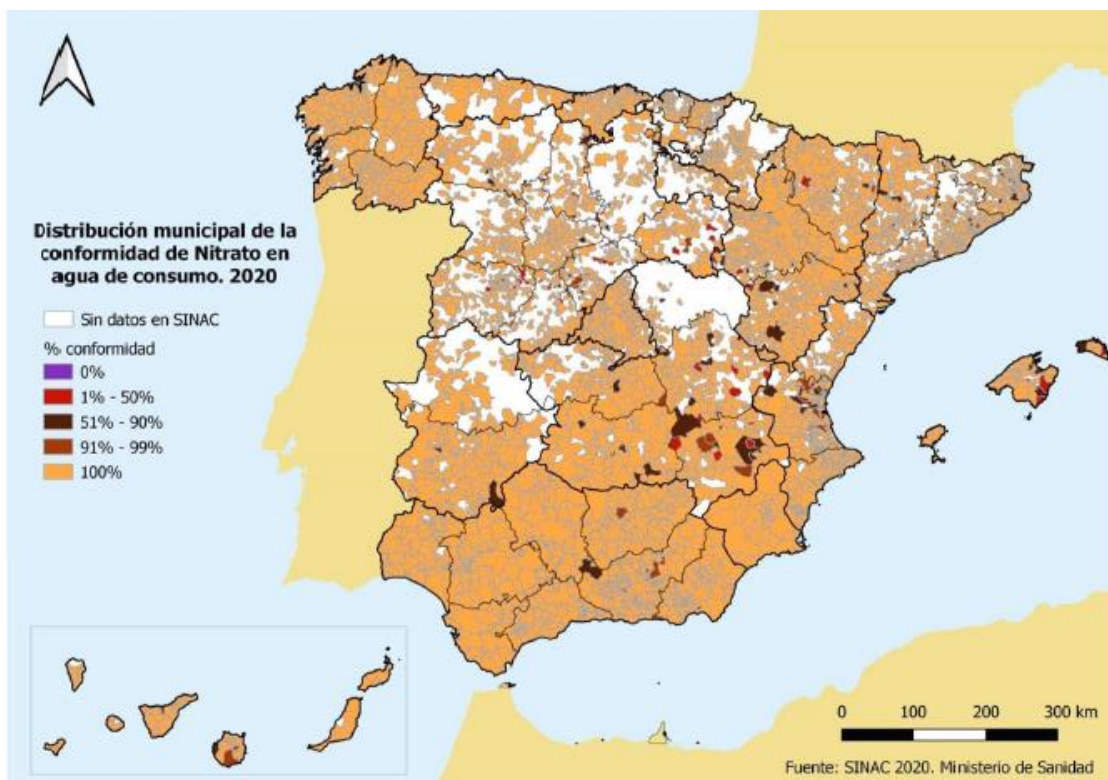 Distribución municipal de la
conformidad de Nitrato en
agua de consumo. 2020
Sin datos en SINAC
% conformidad
0%
1% - 50%
51% - 90%
91% - 99%
100%
0 100 200 300 km
Fuente: SINAC 2020. Ministerio de Sanidad